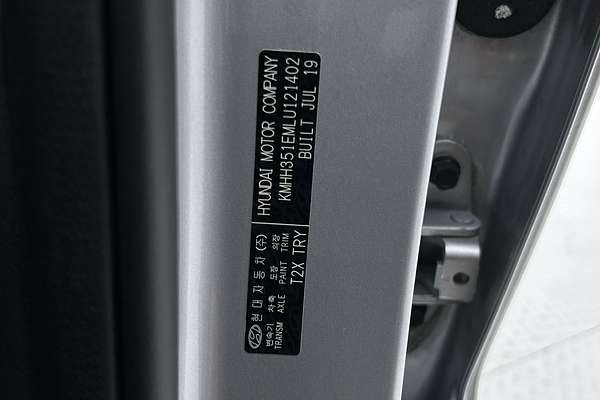 현대자동차(주) HYUNDAI MOTOR COMPANY
KMHH351EMLU121402
변속기 차축 도장 의장
TRANSM AXLE PAINT TRIM
BUILT JUL 19
T2X TRY